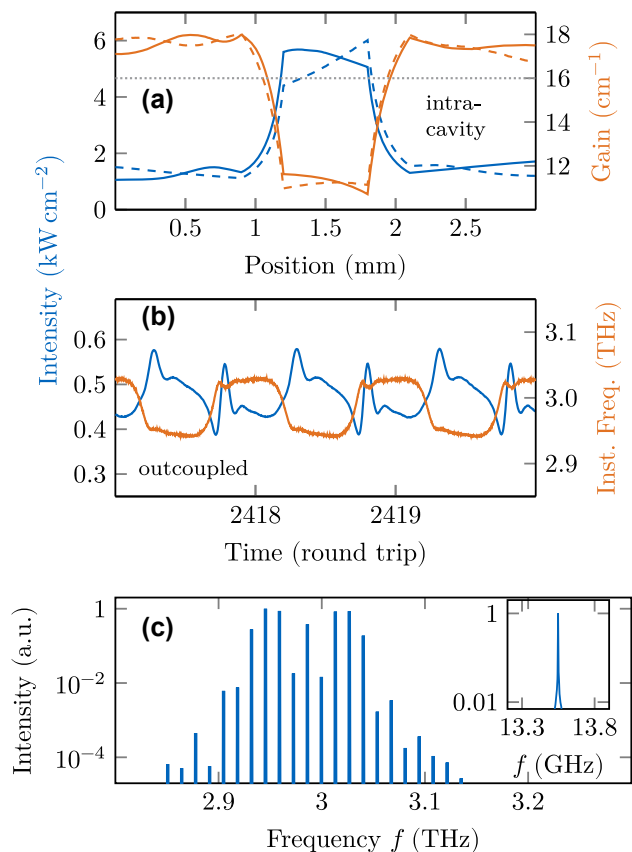 6
4
2
0
(a)
intra-
cavity
18
16
14
12
0.5
1
1.5
2
2.5
Position (mm)
Intensity (kW cm−2)
Gain (cm−1)
(b)
0.6
0.5
0.4
0.3
outcoupled
3.1
3.0
2.9
2418
2419
Time (round trip)
Inst. Freq. (THz)
(c)
1
10−2
10−4
Intensity (a.u.)
2.9
3
3.1
3.2
Frequency f (THz)
1
0.01
13.3
13.8
f (GHz)